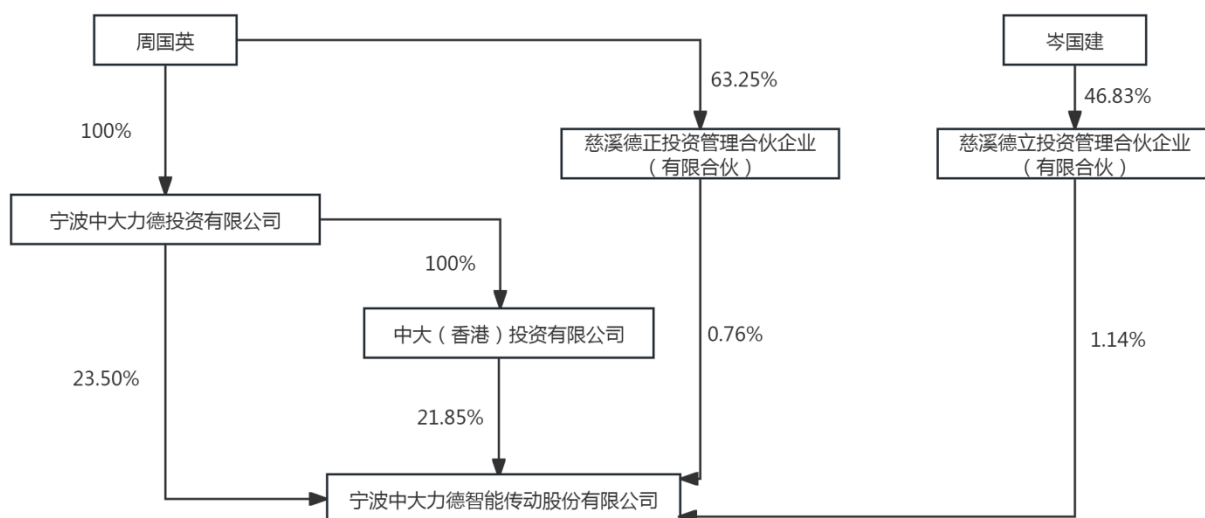 周国英
岑国建
63.25%
46.83%
100%
慈溪德正投资管理合伙企业
（有限合伙）
慈溪德立投资管理合伙企业
（有限合伙）
宁波中大力德投资有限公司
100%
中大（香港）投资有限公司
0.76%
1.14%
23.50%
21.85%
宁波中大力德智能传动股份有限公司